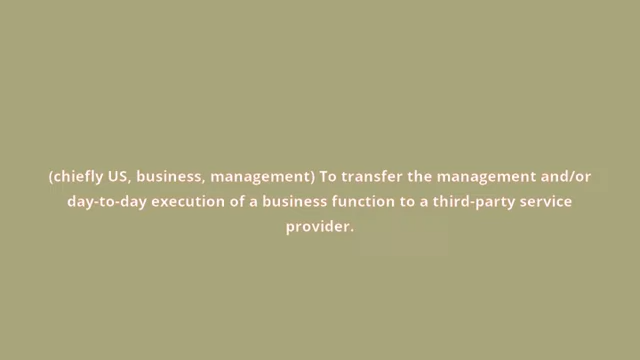 (chiefly US, business, management) To transfer the management and/or
day-to-day execution of a business function to a third-party service
provider.